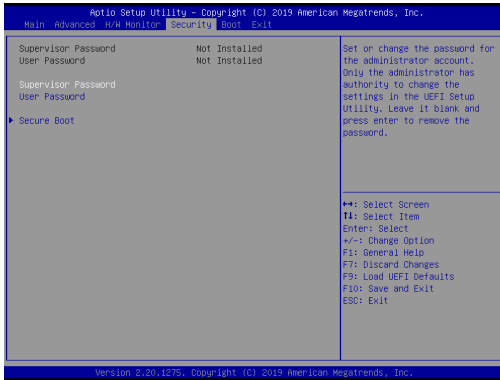 Aptio Setup Utility – Copyright (C) 2019 American Megatrends, Inc.
Main Advanced H/W Monitor Security Boot Exit
Supervisor Password Not Installed
User Password Not Installed
Supervisor Password
User Password
Secure Boot
Set or change the password for
the administrator account.
Only the administrator has
authority to change the
settings in the UEFI Setup
Utility. Leave it blank and
press enter to remove the
password.
↔: Select Screen
↑↓: Select Item
Enter: Select
+/-: Change Option
F1: General Help
F7: Discard Changes
F9: Load UEFI Defaults
F10: Save and Exit
ESC: Exit
Version 2.20.1275. Copyright (C) 2019 American Megatrends, Inc.